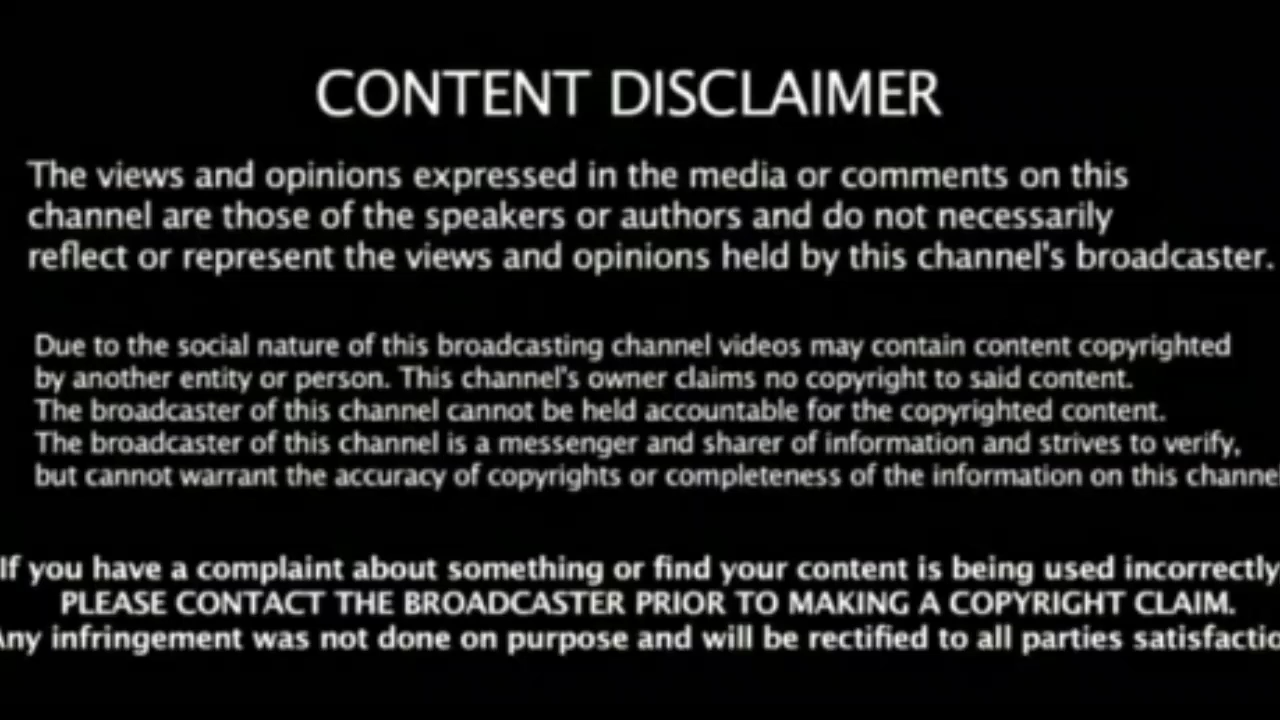 CONTENT DISCLAIMER
The views and opinions expressed in the media or comments on this
channel are those of the speakers or authors and do not necessarily
reflect or represent the views and opinions held by this channel's broadcaster.
Due to the social nature of this broadcasting channel videos may contain content copyrighted
by another entity or person. This channel's owner claims no copyright to said content.
The broadcaster of this channel cannot be held accountable for the copyrighted content.
The broadcaster of this channel is a messenger and sharer of information and strives to verify,
but cannot warrant the accuracy of copyrights or completeness of the information on this channe
If you have a complaint about something or find your content is being used incorrectly
PLEASE CONTACT THE BROADCASTER PRIOR TO MAKING A COPYRIGHT CLAIM.
Any infringement was not done on purpose and will be rectified to all parties satisfactio